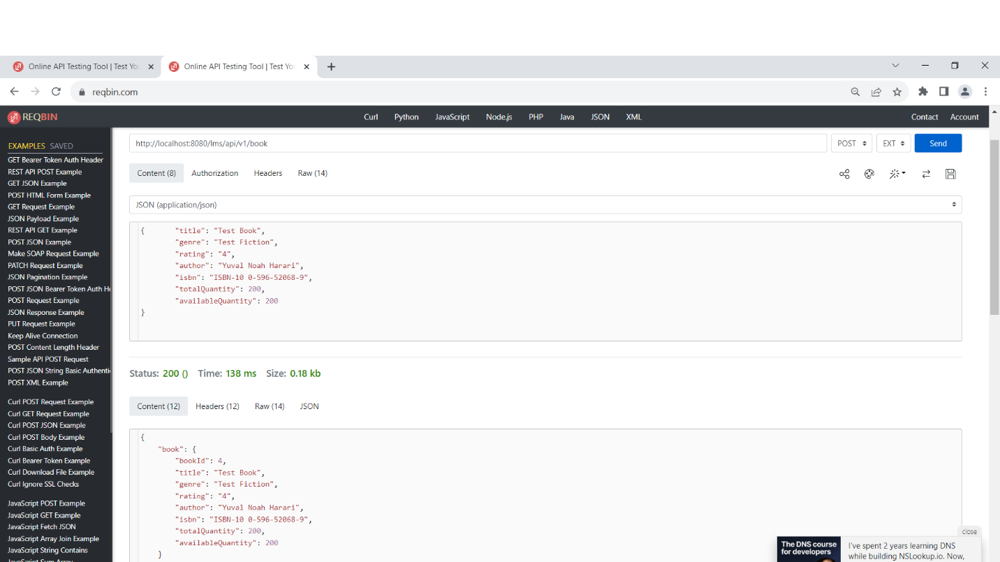 Online API Testing Tool | Test Yo
Online API Testing Tool | Test Yo
reqbin.com
REQBIN
Curl Python JavaScript Node.js PHP Java JSON XML
Contact Account
EXAMPLES SAVED
GET Bearer Token Auth Header
REST API POST Example
GET JSON Example
POST HTML Form Example
GET Request Example
JSON Payload Example
REST API GET Example
POST JSON Example
Make SOAP Request Example
PATCH Request Example
JSON Pagination Example
POST JSON Bearer Token Auth He
POST Request Example
JSON Response Example
PUT Request Example
Keep Alive Connection
POST Content Length Header
Sample API POST Request
POST JSON String Basic Authenti
POST XML Example
Curl POST Request Example
Curl GET Request Example
Curl POST JSON Example
Curl POST Body Example
Curl Basic Auth Example
Curl Bearer Token Example
Curl Download File Example
Curl Ignore SSL Checks
JavaScript POST Example
JavaScript GET Example
JavaScript Fetch JSON
JavaScript Array Join Example
JavaScript String Contains
JavaScript Sum Array
http://localhost:8080/lms/api/v1/book
POST EXT Send
Content (8) Authorization Headers Raw (14)
JSON (application/json)
{ "title": "Test Book",
"genre": "Test Fiction",
"rating": "4",
"author": "Yuval Noah Harari",
"isbn": "ISBN-10 0-596-52068-9",
"totalQuantity": 200,
"availableQuantity": 200
}
Status: 200 () Time: 138 ms Size: 0.18 kb
Content (12) Headers (12) Raw (14) JSON
{
"book": {
"bookId": 4,
"title": "Test Book",
"genre": "Test Fiction",
"rating": "4",
"author": "Yuval Noah Harari",
"isbn": "ISBN-10 0-596-52068-9",
"totalQuantity": 200,
"availableQuantity": 200
}
close
The DNS course
for developers
I've spent 2 years learning DNS
while building NSLookup.io. Now,